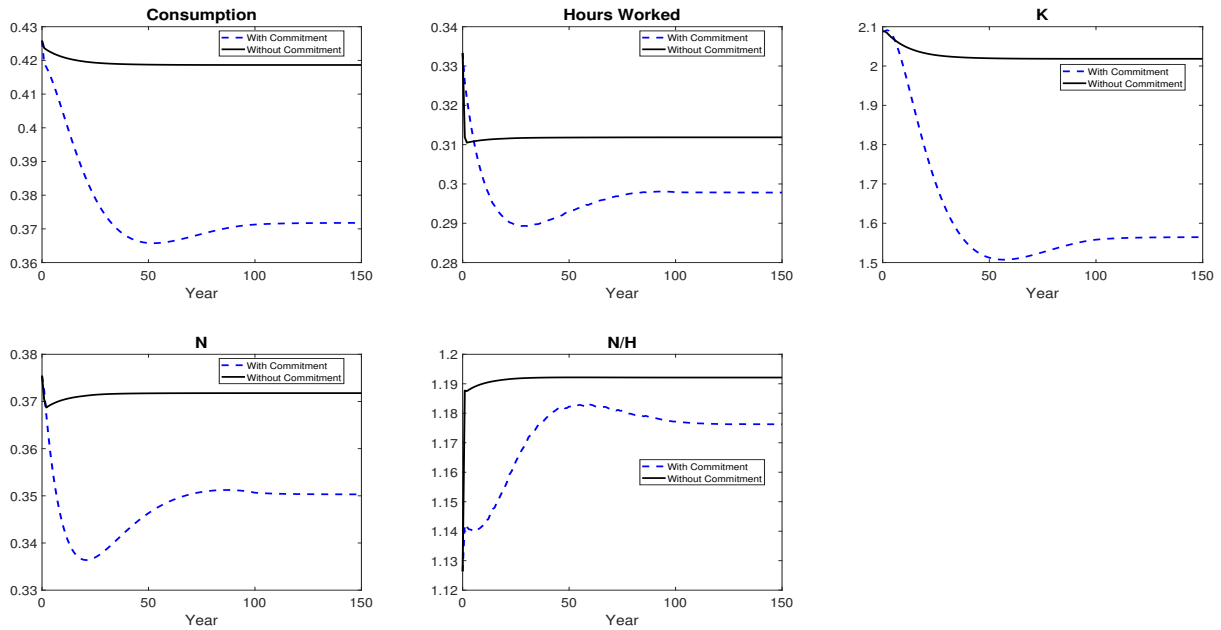 Consumption
Hours Worked
K
0.43
0.42
0.41
0.4
0.39
0.38
0.37
0.36
With Commitment
Without Commitment
0
50
100
150
Year
0.34
0.33
0.32
0.31
0.3
0.29
0.28
With Commitment
Without Commitment
0
50
100
150
Year
2.1
2
1.9
1.8
1.7
1.6
1.5
With Commitment
Without Commitment
0
50
100
150
Year
N
N/H
0.38
0.37
0.36
0.35
0.34
0.33
With Commitment
Without Commitment
0
50
100
150
Year
1.2
1.19
1.18
1.17
1.16
1.15
1.14
1.13
1.12
With Commitment
Without Commitment
0
50
100
150
Year